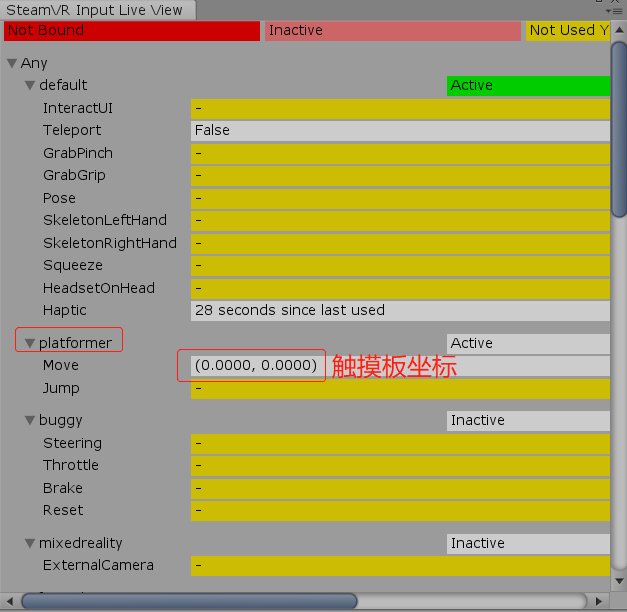 SteamVR Input Live View
Not Bound Inactive Not Used Y
Any
default Active
InteractUI -
Teleport False
GrabPinch -
GrabGrip -
Pose -
SkeletonLeftHand -
SkeletonRightHand -
Squeeze -
HeadsetOnHead -
Haptic 28 seconds since last used
platformer Active
Move (0.0000, 0.0000) 触摸板坐标
Jump -
buggy Inactive
Steering -
Throttle -
Brake -
Reset -
mixedreality Inactive
ExternalCamera -